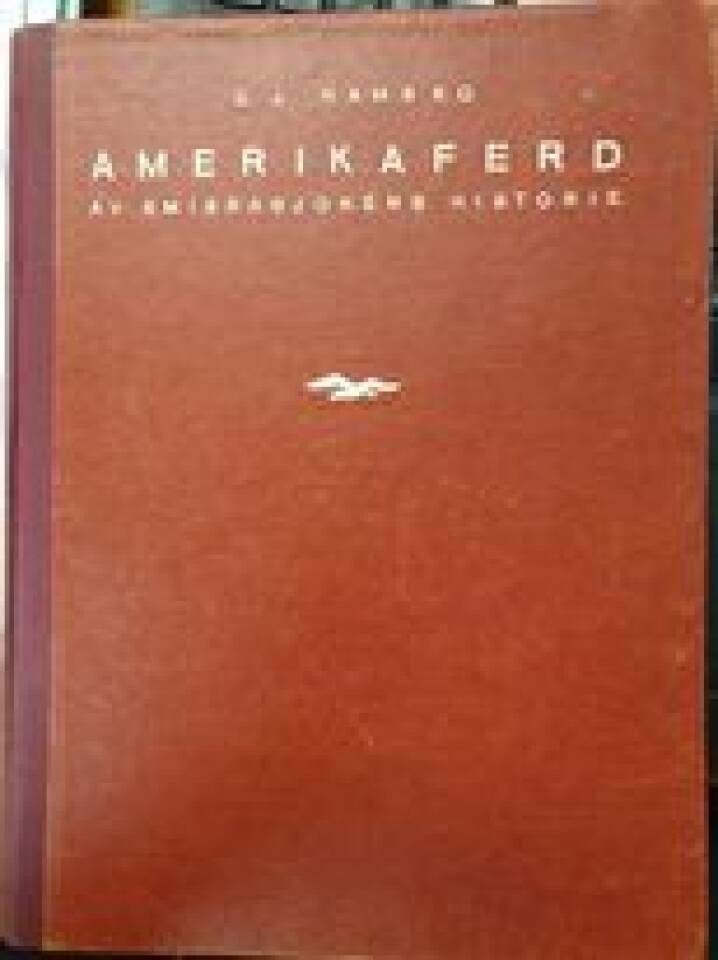 C. J. HAMBRO
AMERIKAFERD
AV EMIGRASJONENS HISTORIE